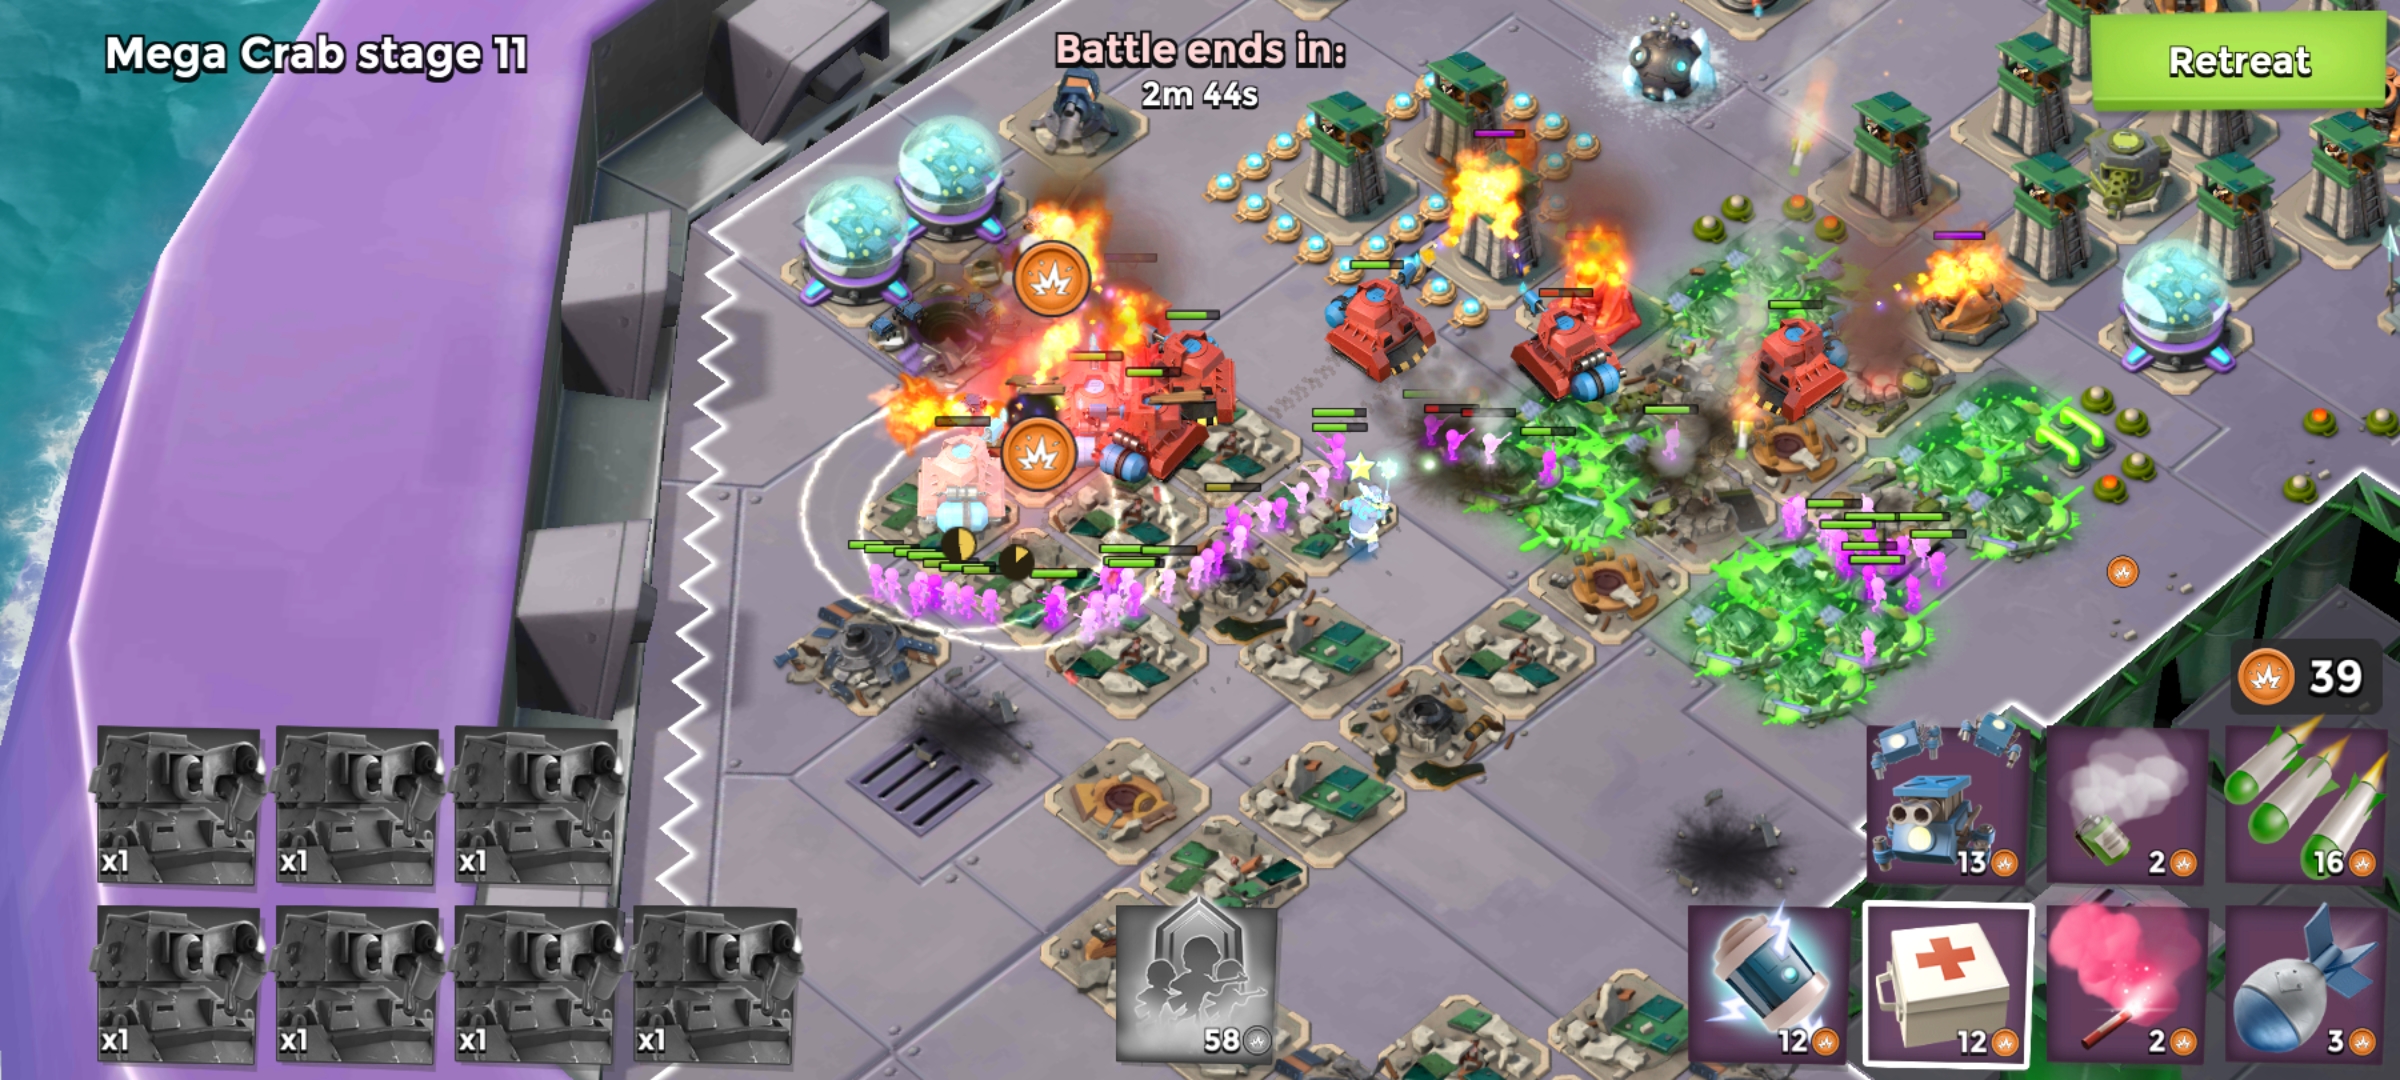 Mega Crab stage 11
Battle ends in:
2m 44s
Retreat
39
13
2
16
x1
x1
x1
x1
x1
x1
x1
58
12
12
2
3